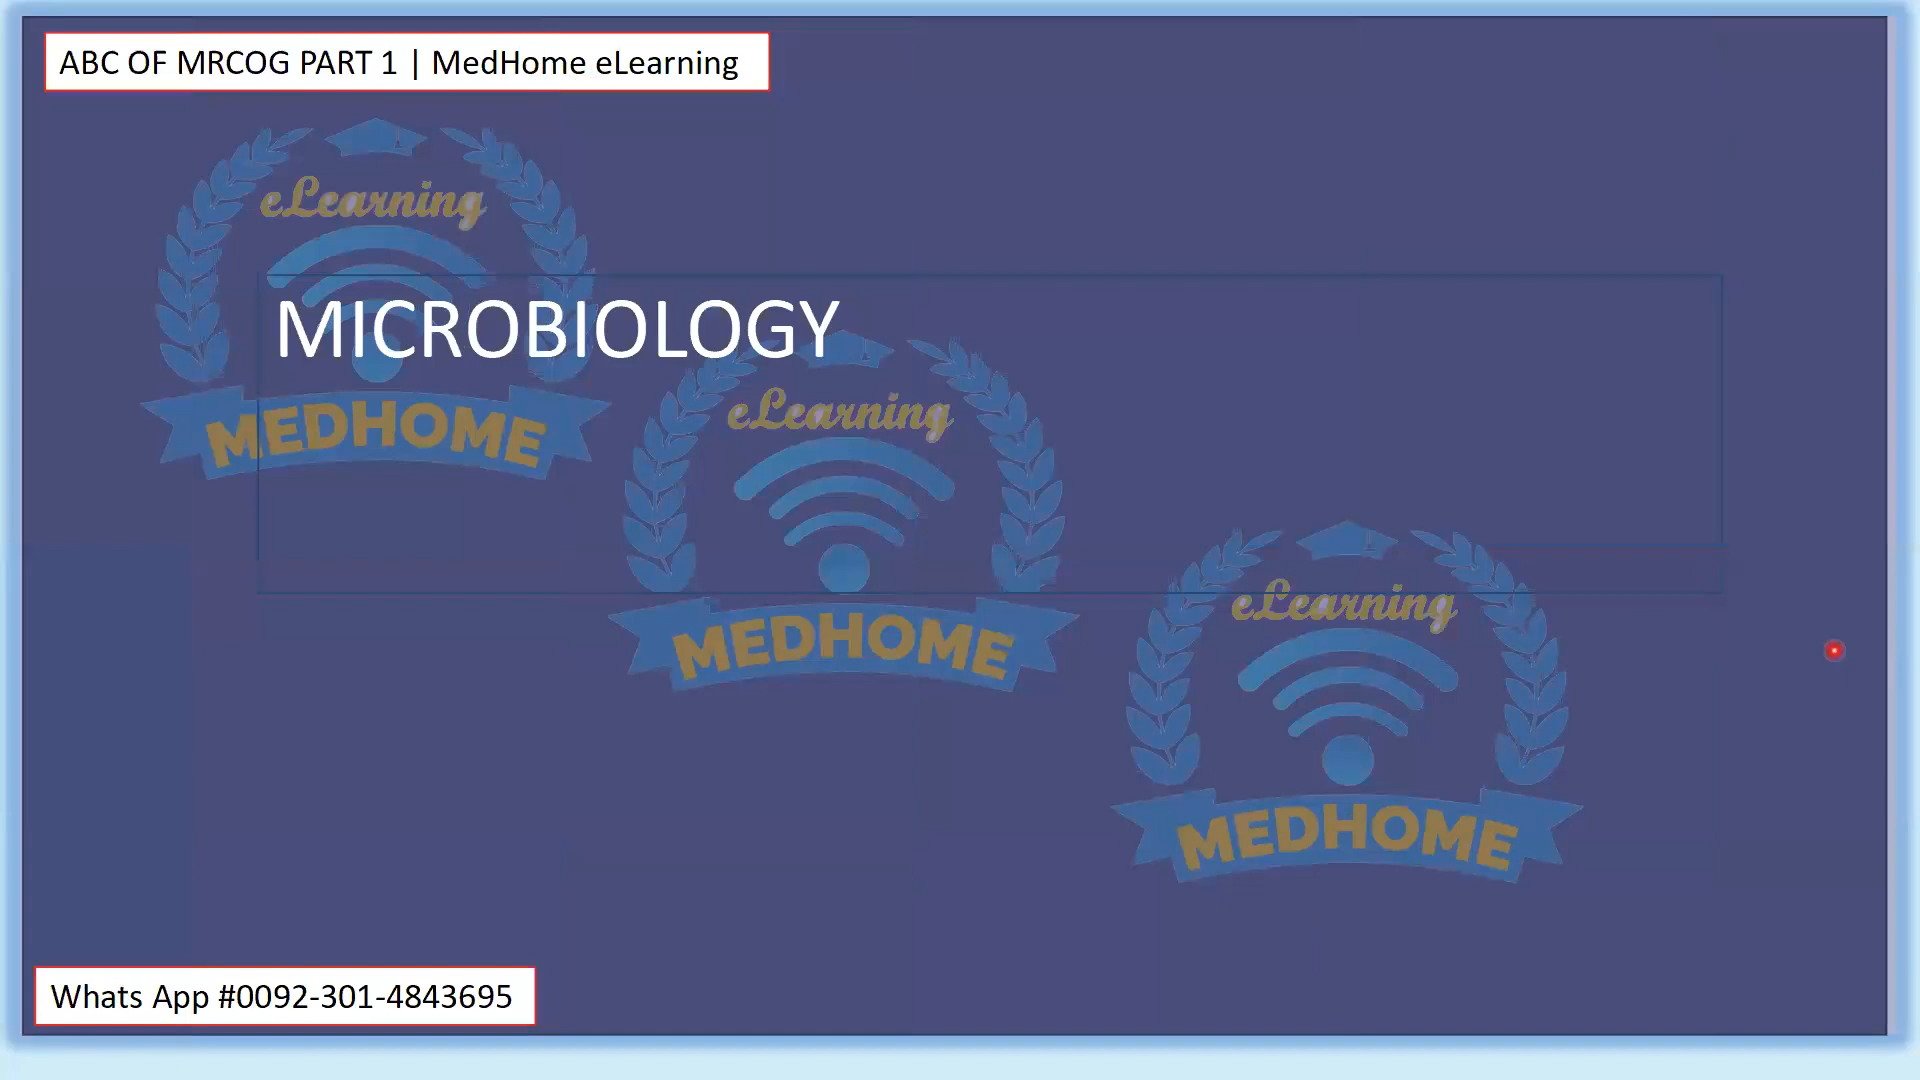 ABC OF MRCOG PART 1 | MedHome eLearning
eLearning
MICROBIOLOGY
MEDHOME
eLearning
MEDHOME
eLearning
MEDHOME
Whats App #0092-301-4843695